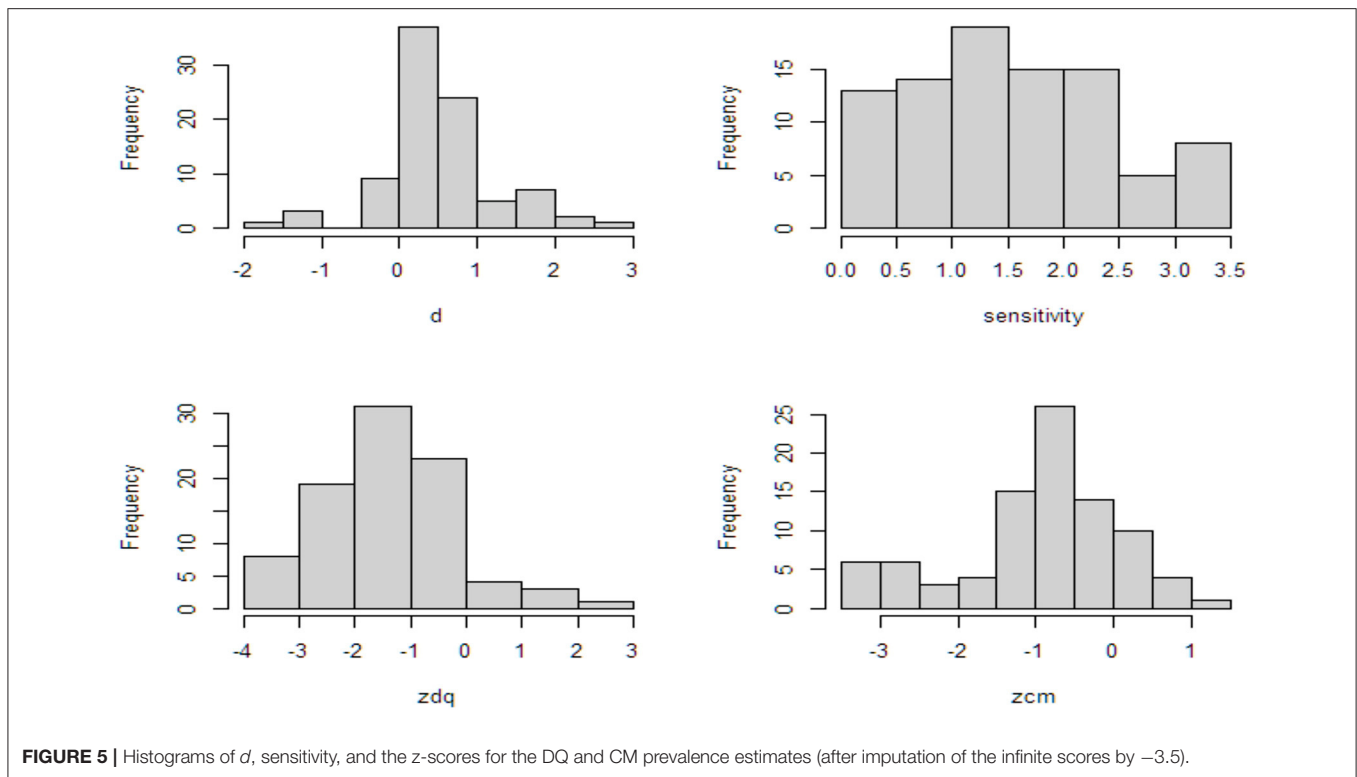 Frequency
30
20
10
0
-2 -1 0 1 2 3
d
Frequency
15
10
5
0
0.0 0.5 1.0 1.5 2.0 2.5 3.0 3.5
sensitivity
Frequency
30
20
10
5
0
-4 -3 -2 -1 0 1 2 3
zdq
Frequency
25
20
15
10
5
0
-3 -2 -1 0 1
zcm
FIGURE 5 | Histograms of d, sensitivity, and the z-scores for the DQ and CM prevalence estimates (after imputation of the infinite scores by −3.5).